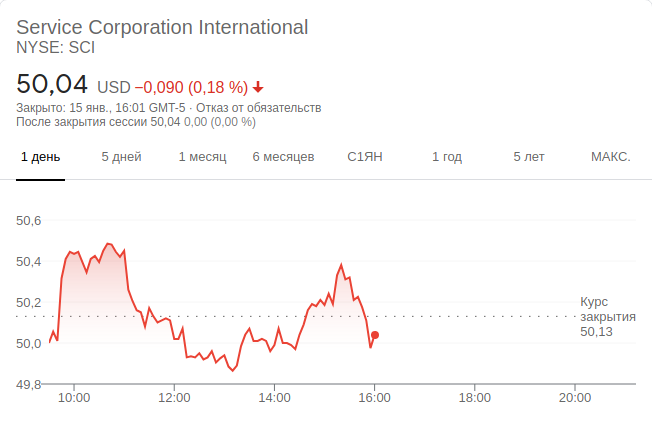 Service Corporation International
NYSE: SCI
50,04 USD −0,090 (0,18 %)
Закрыто: 15 янв., 16:01 GMT-5 · Отказ от обязательств
После закрытия сессии 50,04 0,00 (0,00 %)
1 день 5 дней 1 месяц 6 месяцев С1ЯН 1 год 5 лет МАКС.
50,6
50,4
50,2
50,0
49,8
Курс
закрытия
50,13
10:00 12:00 14:00 16:00 18:00 20:00